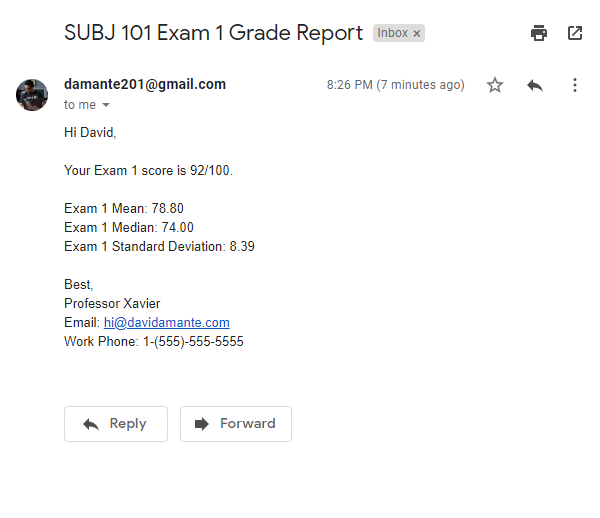 SUBJ 101 Exam 1 Grade Report Inbox ×
damante201@gmail.com 8:26 PM (7 minutes ago)
to me
Hi David,
Your Exam 1 score is 92/100.
Exam 1 Mean: 78.80
Exam 1 Median: 74.00
Exam 1 Standard Deviation: 8.39
Best,
Professor Xavier
Email: hi@davidamante.com
Work Phone: 1-(555)-555-5555
Reply Forward